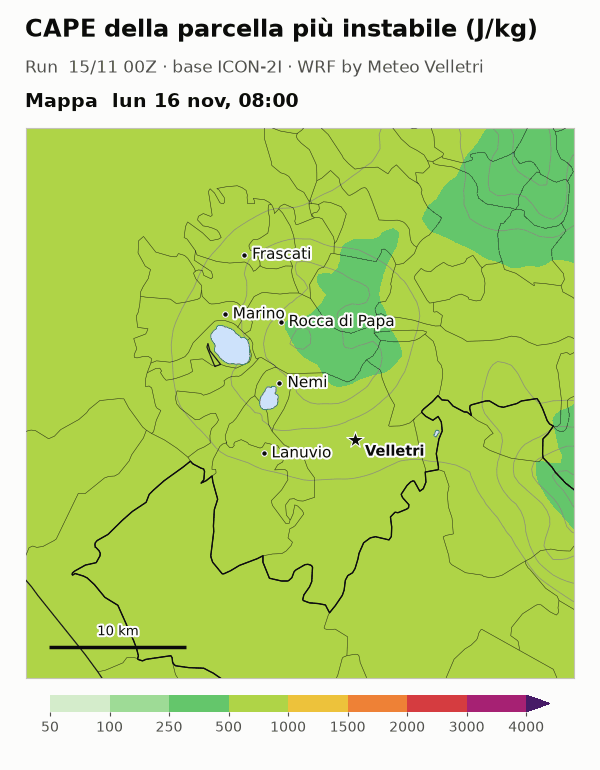 CAPE della parcella più instabile (J/kg)
Run  15/11 00Z · base ICON-2I · WRF by Meteo Velletri
Mappa  lun 16 nov, 08:00
Frascati
Marino
Rocca di Papa
Nemi
Velletri
Lanuvio
10 km
50 100 250 500 1000 1500 2000 3000 4000